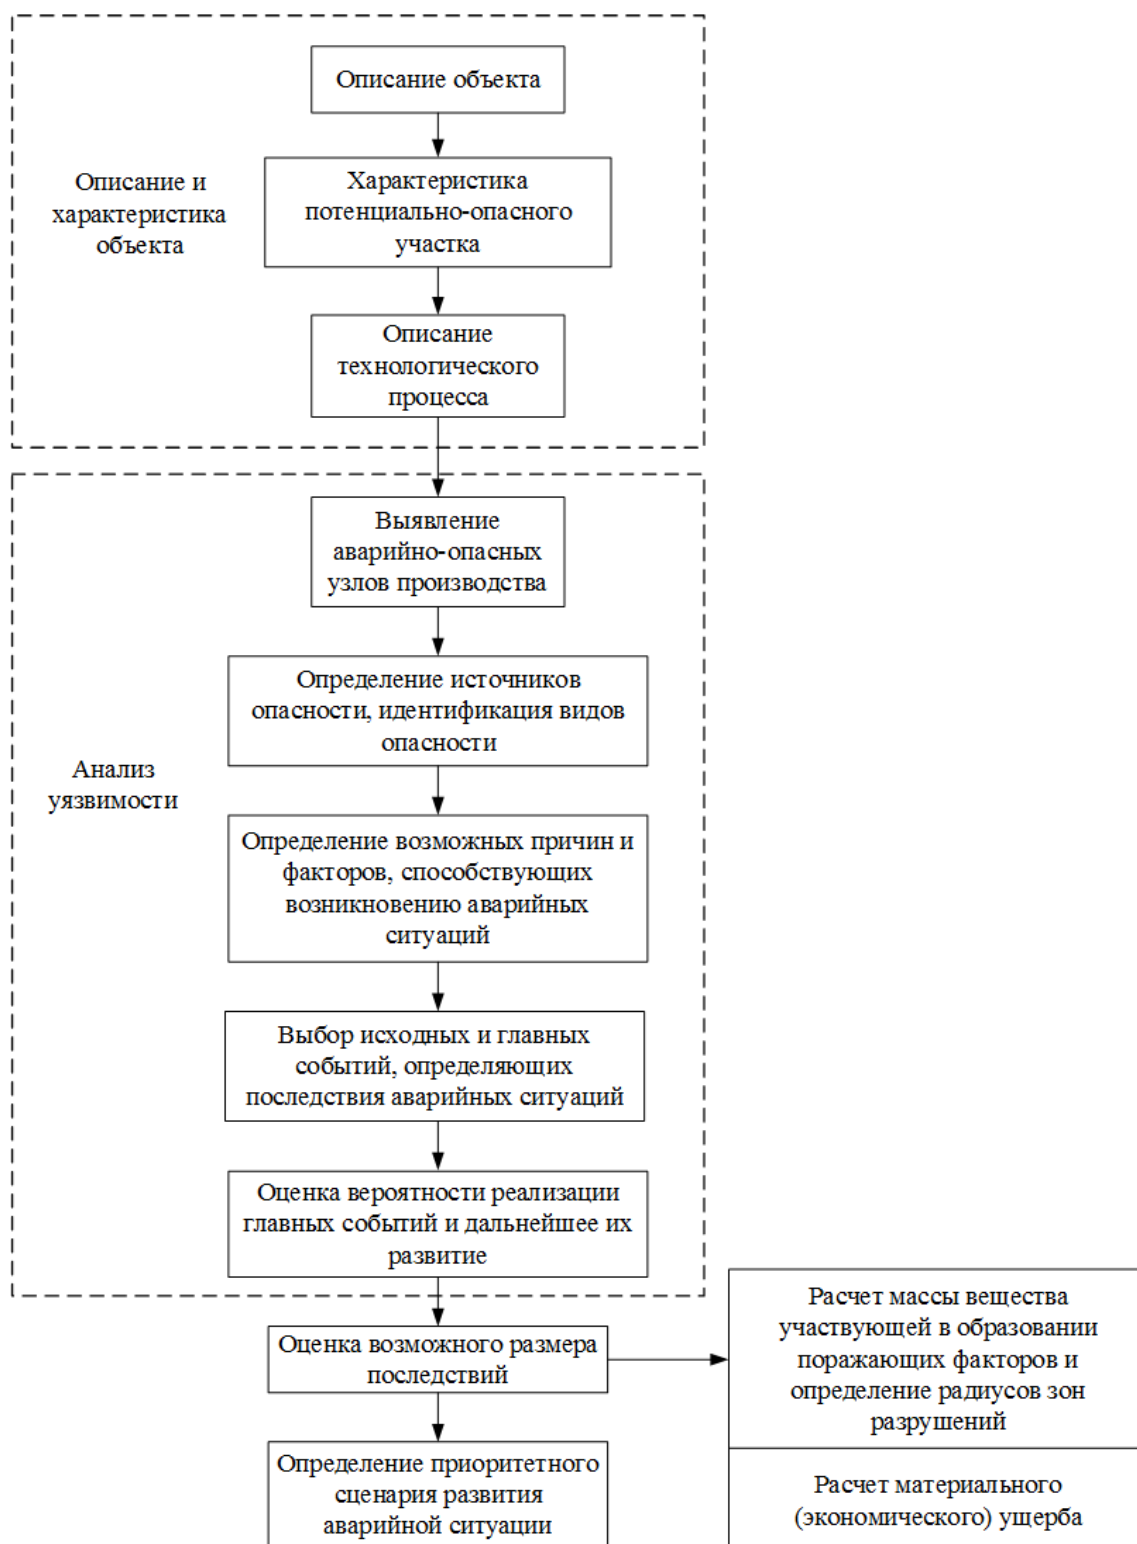 Описание объекта
Описание и
характеристика
объекта
Характеристика
потенциально-опасного
участка
Описание
технологического
процесса
Выявление
аварийно-опасных
узлов производства
Определение источников
опасности, идентификация видов
опасности
Анализ
уязвимости
Определение возможных причин и
факторов, способствующих
возникновению аварийных
ситуаций
Выбор исходных и главных
событий, определяющих
последствия аварийных ситуаций
Оценка вероятности реализации
главных событий и дальнейшее их
развитие
Оценка возможного размера
последствий
Расчет массы вещества
участвующей в образовании
поражающих факторов и
определение радиусов зон
разрушений
Определение приоритетного
сценария развития
аварийной ситуации
Расчет материального
(экономического) ущерба